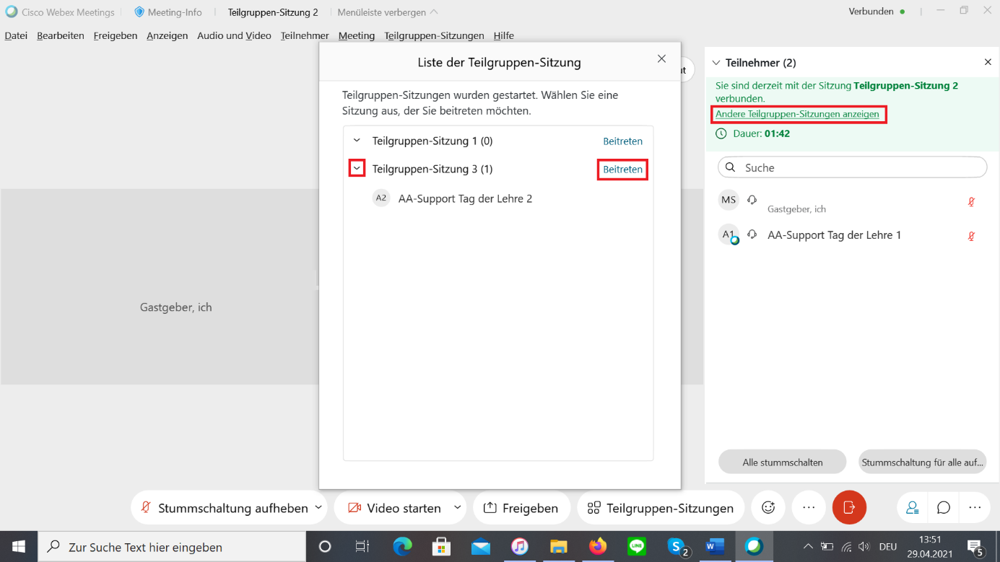 Cisco Webex Meetings
Meeting-Info
Teilgruppen-Sitzung 2
Menüleiste verbergen
Verbunden
Datei Bearbeiten Freigeben Anzeigen Audio und Video Teilnehmer Meeting Teilgruppen-Sitzungen Hilfe
Liste der Teilgruppen-Sitzung
Teilgruppen-Sitzungen wurden gestartet. Wählen Sie eine
Sitzung aus, der Sie beitreten möchten.
Teilgruppen-Sitzung 1 (0) Beitreten
Teilgruppen-Sitzung 3 (1) Beitreten
A2 AA-Support Tag der Lehre 2
Gastgeber, ich
Teilnehmer (2)
Sie sind derzeit mit der Sitzung Teilgruppen-Sitzung 2
verbunden.
Andere Teilgruppen-Sitzungen anzeigen
Dauer: 01:42
Suche
MS
Gastgeber, ich
A1 AA-Support Tag der Lehre 1
Alle stummschalten
Stummschaltung für alle auf...
Stummschaltung aufheben
Video starten
Freigeben
Teilgruppen-Sitzungen
Zur Suche Text hier eingeben
LINE
2
DEU
13:51
29.04.2021
5